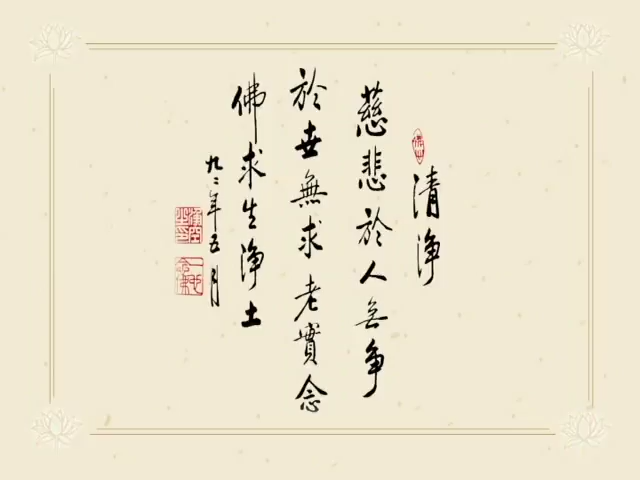 清淨
慈悲於人無爭
於世無求老實念
佛求生淨土
九二年五月